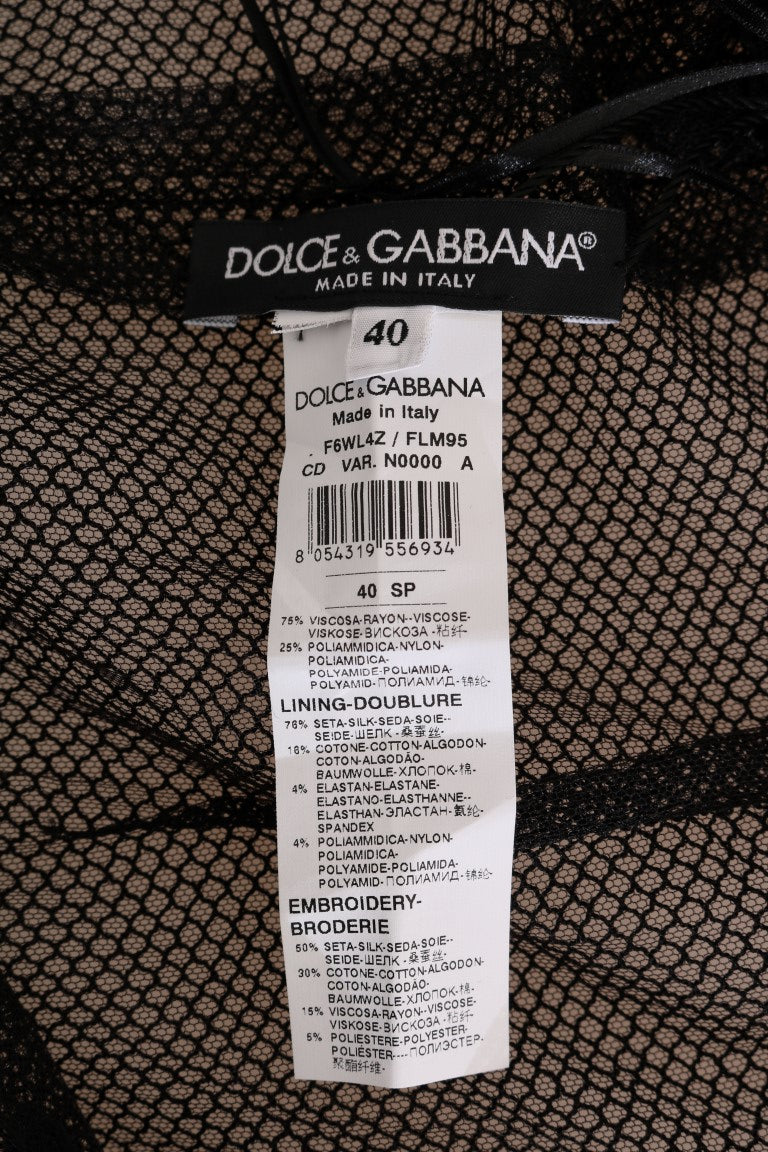 DOLCE & GABBANA®
MADE IN ITALY
40
DOLCE & GABBANA
Made in Italy
F6WL4Z / FLM95
CD VAR. N0000 A
8 054319 556934
40 SP
75% VISCOSA-RAYON--VISCOSE-
VISKOSE-ВИСКОЗА -粘纤-
25% POLIAMMIDICA-NYLON-
POLIAMIDICA-
POLYAMIDE-POLIAMIDA-
POLYAMID-ПОЛИАМИД-锦纶-
LINING-DOUBLURE
76% SETA-SILK-SEDA-SOIE--
SEIDE-ШЕЛК -桑蚕丝-
16% COTONE-COTTON-ALGODON-
COTON-ALGODÃO-
BAUMWOLLE-ХЛОПОК-棉-
4% ELASTAN-ELASTANE-
ELASTANO-ELASTHANNE--
ELASTHAN-ЭЛАСТАН-氨纶-
SPANDEX
4% POLIAMMIDICA-NYLON-
POLIAMIDICA-
POLYAMIDE-POLIAMIDA-
POLYAMID-ПОЛИАМИД-锦纶-
EMBROIDERY-
BRODERIE
50% SETA-SILK-SEDA-SOIE--
SEIDE-ШЕЛК -桑蚕丝-
30% COTONE-COTTON-ALGODON-
COTON-ALGODÃO-
BAUMWOLLE-ХЛОПОК-棉-
15% VISCOSA-RAYON--VISCOSE-
VISKOSE-ВИСКОЗА -粘纤-
5% POLIESTERE-POLYESTER-
POLIÉSTER----ПОЛИЭСТЕР-
聚酯纤维-